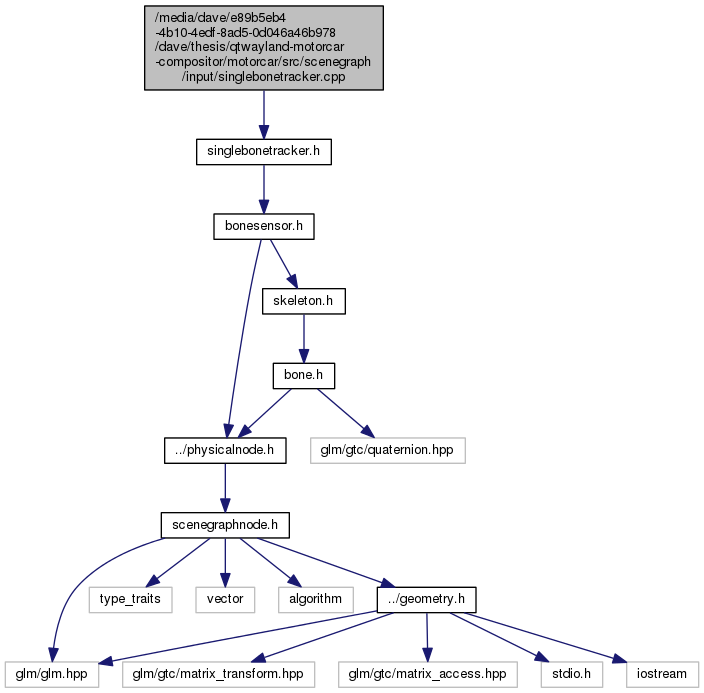 /media/dave/e89b5eb4
-4b10-4edf-8ad5-0d046a46b978
/dave/thesis/qtwayland-motorcar
-compositor/motorcar/src/scenegraph
/input/singlebonetracker.cpp
singlebonetracker.h
bonesensor.h
skeleton.h
bone.h
../physicalnode.h
glm/gtc/quaternion.hpp
scenegraphnode.h
type_traits
vector
algorithm
../geometry.h
glm/glm.hpp
glm/gtc/matrix_transform.hpp
glm/gtc/matrix_access.hpp
stdio.h
iostream